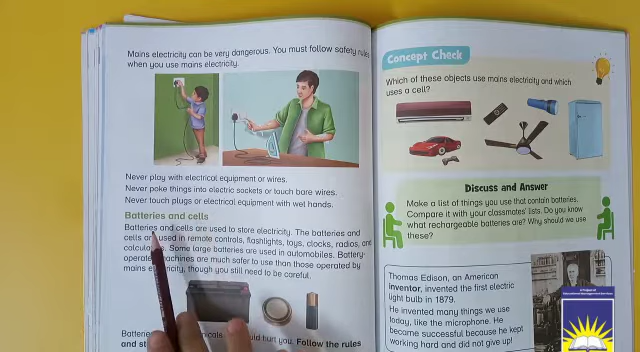 Mains electricity can be very dangerous. You must follow safety rules
when you use mains electricity.
Never play with electrical equipment or wires.
Never poke things into electric sockets or touch bare wires.
Never touch plugs or electrical equipment with wet hands.
Batteries and cells
Batteries and cells are used to store electricity. The batteries and
cells are used in remote controls, flashlights, toys, clocks, radios, and
Some large batteries are used in automobiles. Battery-
operated machines are much safer to use than those operated by
mains electricity, though you still need to be careful.
hurt you. Follow the rules
Concept Check
Which of these objects use mains electricity and which
uses a cell?
Discuss and Answer
Make a list of things you use that contain batteries.
Compare it with your classmates' lists. Do you know
what rechargeable batteries are? Why should we use
these?
Thomas Edison, an American
inventor, invented the first electric
light bulb in 1879.
He invented many things we use
today, like the microphone. He
became successful because he kept
working hard and did not give up!